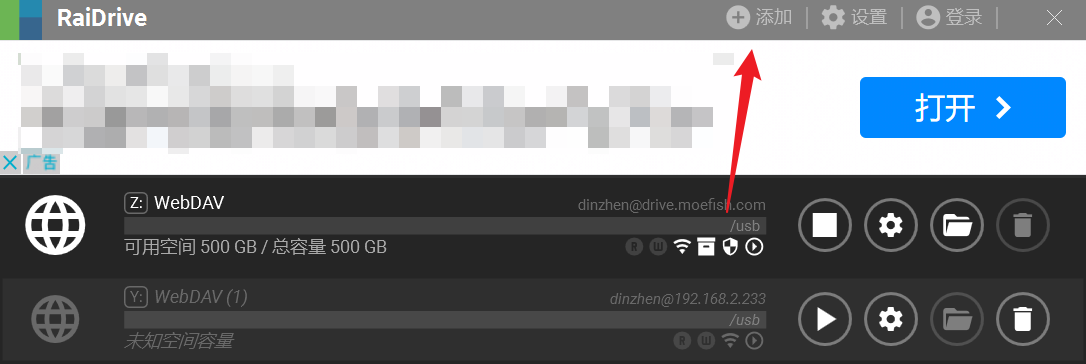 RaiDrive 添加 设置 登录
打开
广告
Z: WebDAV dinzhen@drive.moefish.com
/usb
可用空间 500 GB / 总容量 500 GB R W
Y: WebDAV (1) dinzhen@192.168.2.233
/usb
未知空间容量 R W